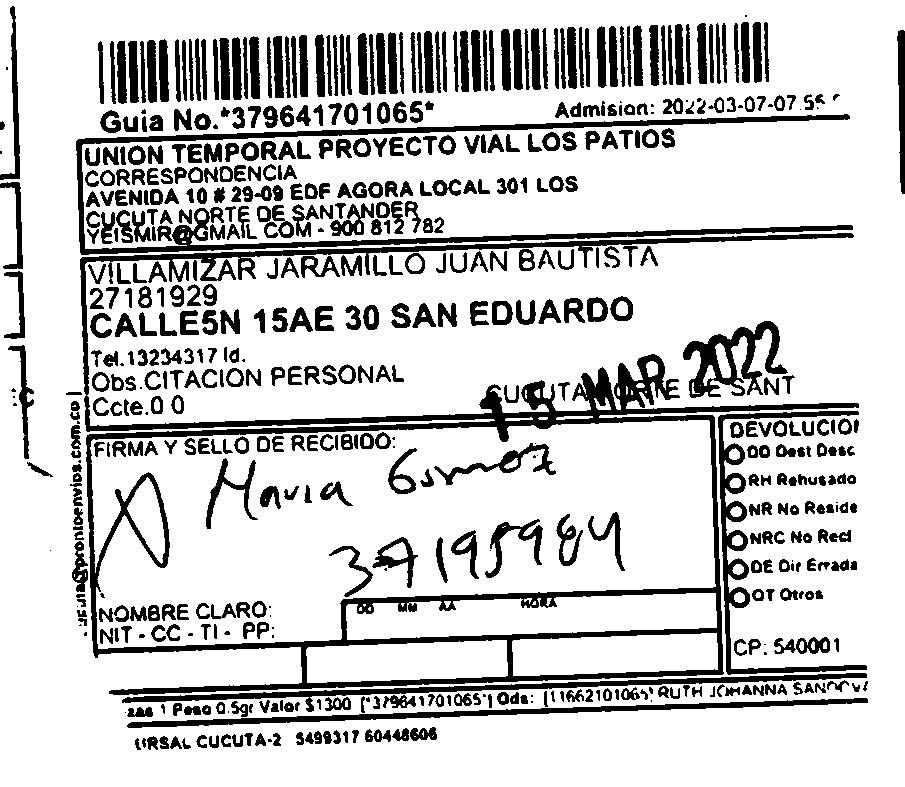 Guia No.*379641701065*
Admision: 2022-03-07-07
UNION TEMPORAL PROYECTO VIAL LOS PATIOS
CORRESPONDENCIA
AVENIDA 10 # 29-09 EDF AGORA LOCAL 301 LOS
CUCUTA NORTE DE SANTANDER
YEISMIR@GMAIL COM - 900 812 782
VILLAMIZAR JARAMILLO JUAN BAUTISTA
27181929
CALLE5N 15AE 30 SAN EDUARDO
Tel.13234317 Id.
Obs.CITACION PERSONAL
CUCUTA NORTE DE SANT
15 MAR 2022
Ccte.0 0
FIRMA Y SELLO DE RECIBIDO:
Maria Gomez
37195984
NOMBRE CLARO:
NIT - CC - TI - PP:
DD MM AA HORA
DEVOLUCION
DD Dest Desc
RH Rehusado
NR No Reside
NRC No Recl
DE Dir Errada
OT Otros
CP: 540001
@prontoenvios.com.co
1 Peso 0.5gr Valor $1300 [*379641701065*] Ods: [11662101065] RUTH JOHANNA
URSAL CUCUTA-2 5499317 60448606